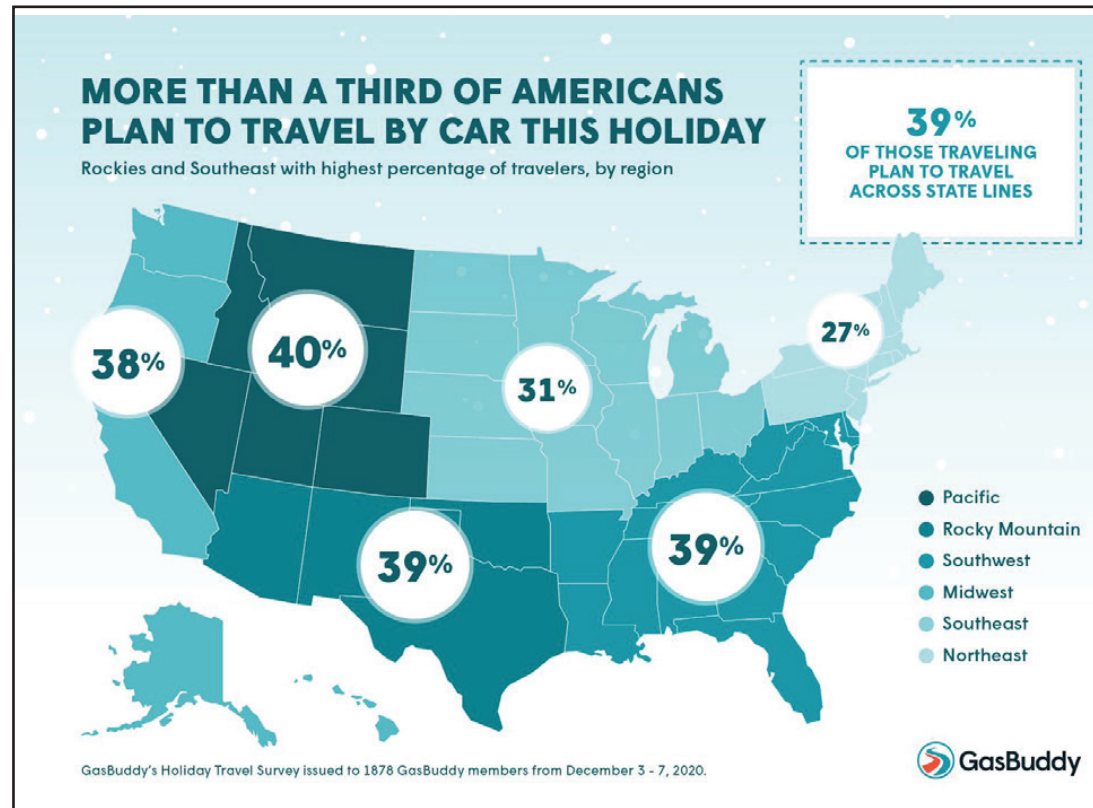 MORE THAN A THIRD OF AMERICANS
PLAN TO TRAVEL BY CAR THIS HOLIDAY
Rockies and Southeast with highest percentage of travelers, by region
39%
OF THOSE TRAVELING
PLAN TO TRAVEL
ACROSS STATE LINES
38%
40%
31%
27%
39%
39%
Pacific
Rocky Mountain
Southwest
Midwest
Southeast
Northeast
GasBuddy's Holiday Travel Survey issued to 1878 GasBuddy members from December 3 - 7, 2020.
GasBuddy